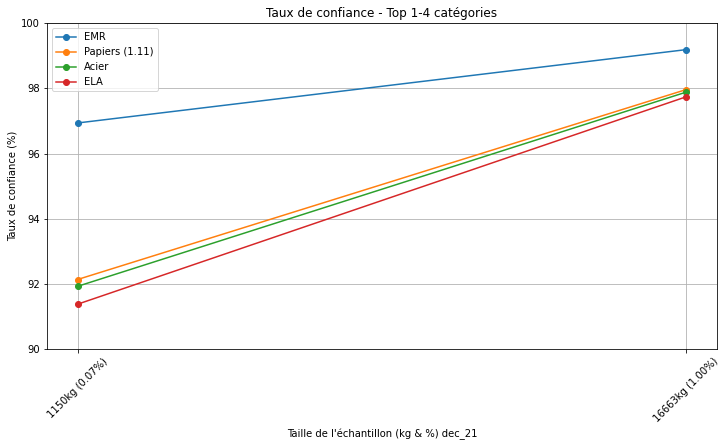 Taux de confiance - Top 1-4 catégories
EMR
Papiers (1.11)
Acier
ELA
Taux de confiance (%)
100
98
96
94
92
90
1150kg (0.07%)
16663kg (1.00%)
Taille de l'échantillon (kg & %) dec_21